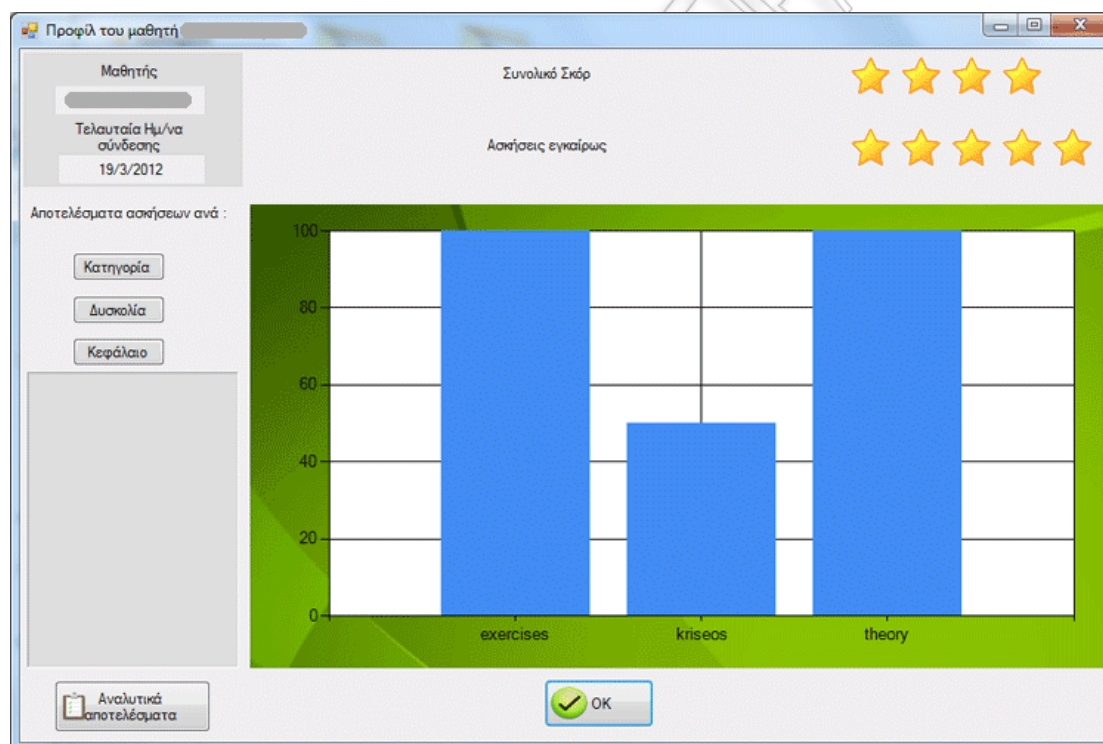 Προφίλ του μαθητή
Μαθητής
Τελαυταία Ημ/να
σύνδεσης
19/3/2012
Συνολικό Σκόρ
Ασκήσεις εγκαίρως
Αποτελέσματα ασκήσεων ανά :
Κατηγορία
Δυσκολία
Κεφάλαιο
100
80
60
40
20
0
exercises
kriseos
theory
Αναλυτικά
αποτελέσματα
OK